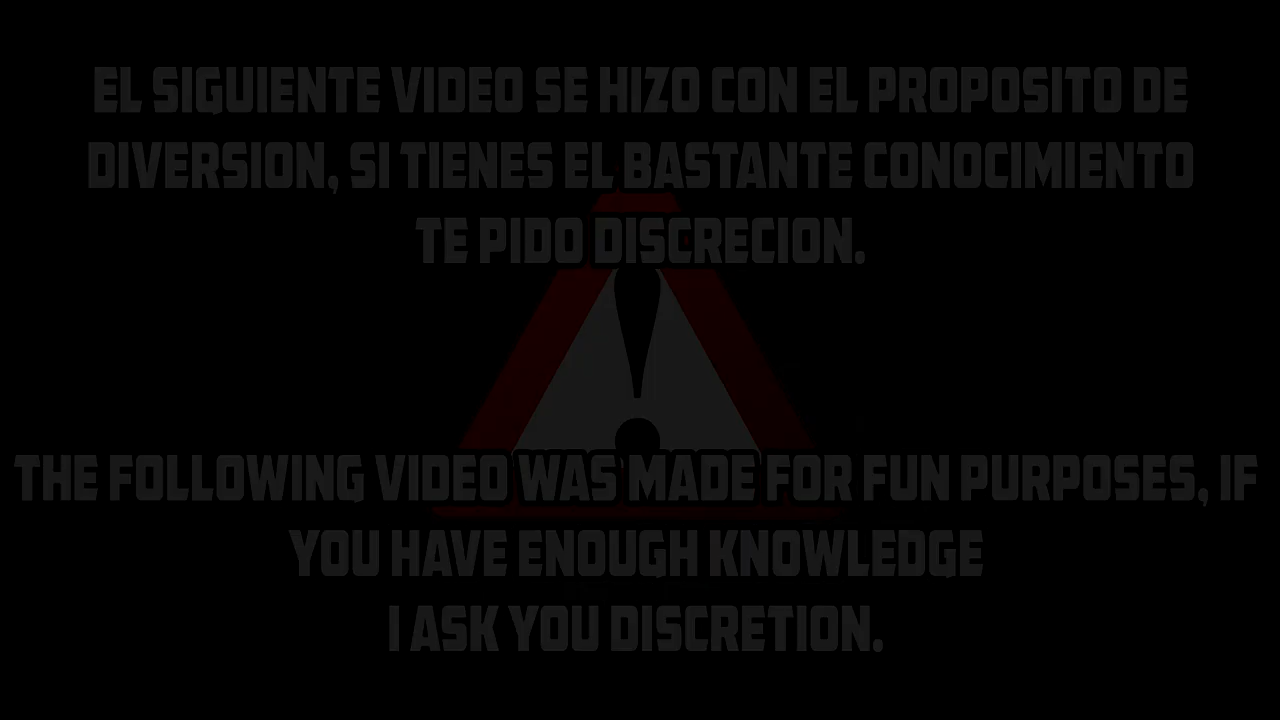 EL SIGUIENTE VIDEO SE HIZO CON EL PROPOSITO DE
DIVERSION, SI TIENES EL BASTANTE CONOCIMIENTO
TE PIDO DISCRECION.
THE FOLLOWING VIDEO WAS MADE FOR FUN PURPOSES, IF
YOU HAVE ENOUGH KNOWLEDGE
I ASK YOU DISCRETION.